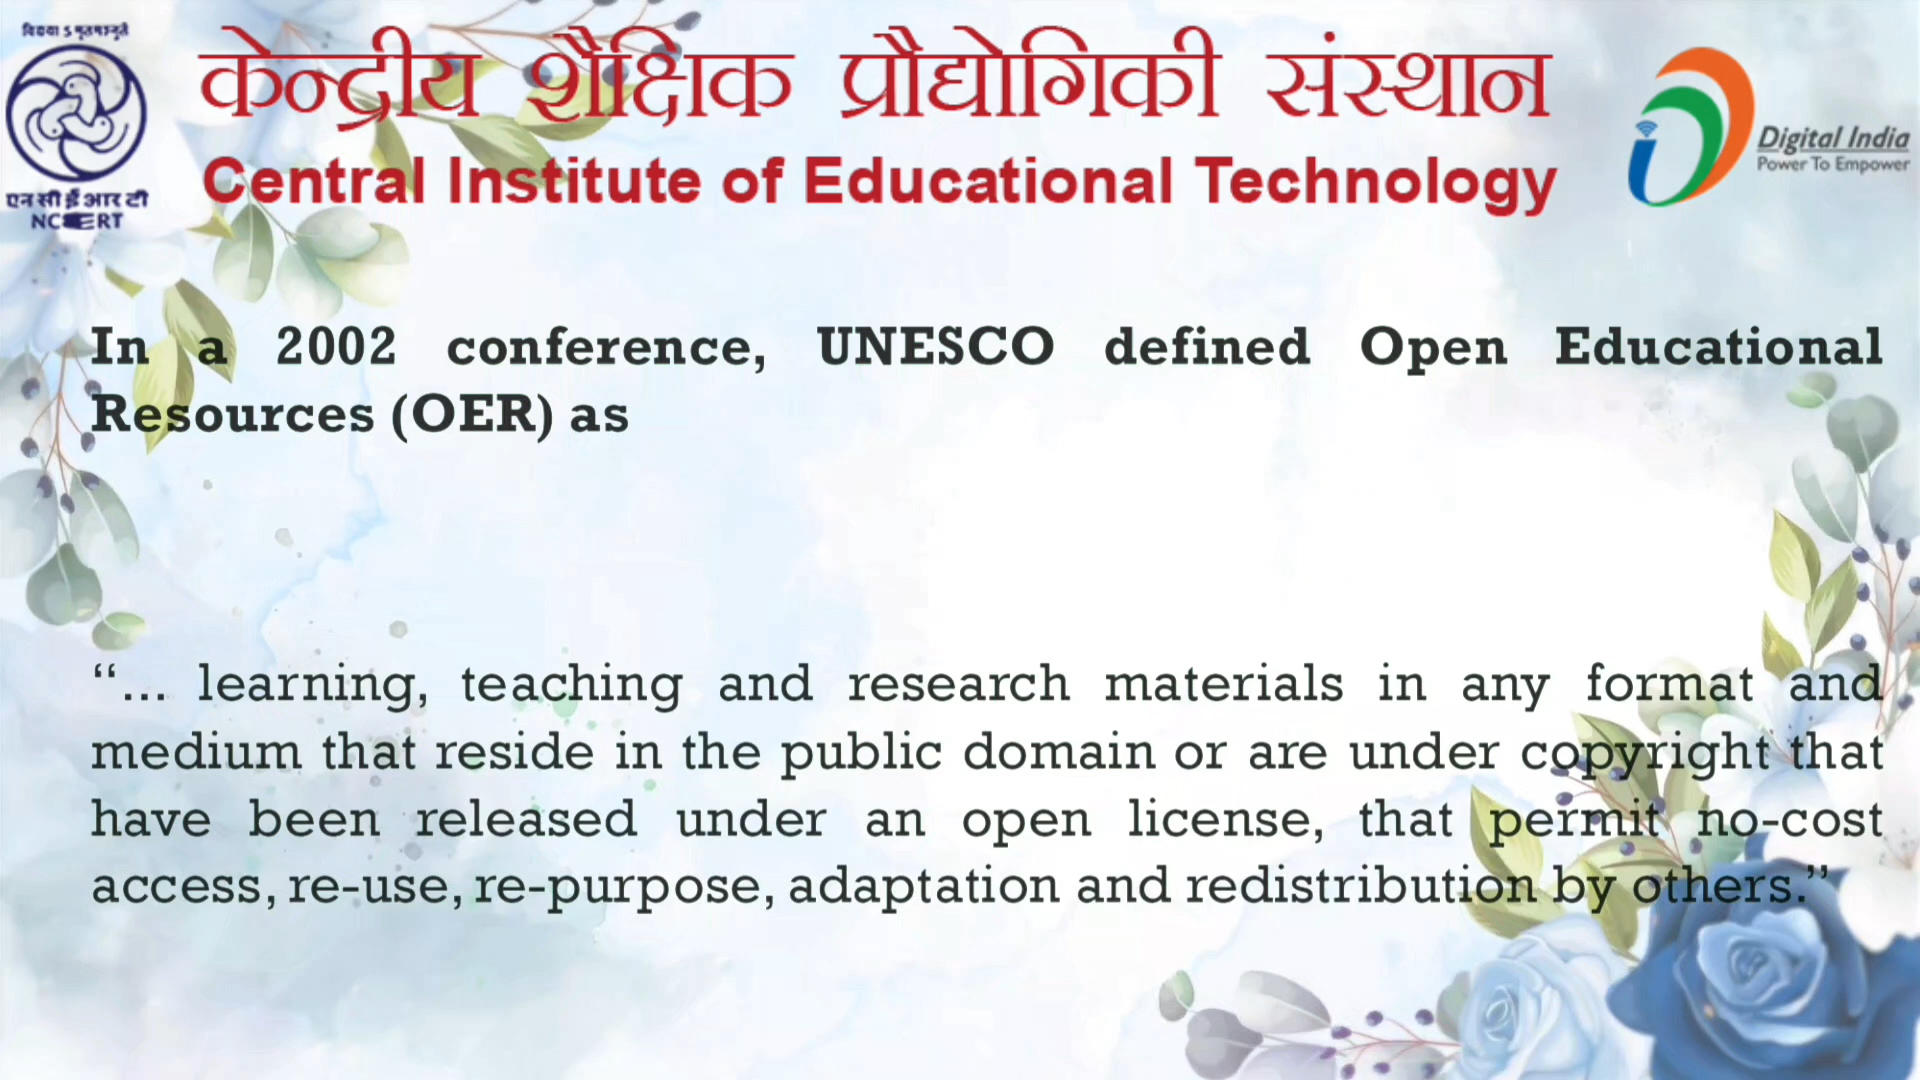 विद्यया ऽ मृतमश्नुते
एन सी ई आर टी
NCERT
केन्द्रीय शैक्षिक प्रौद्योगिकी संस्थान
Central Institute of Educational Technology
Digital India
Power To Empower
In a 2002 conference, UNESCO defined Open Educational
Resources (OER) as
“... learning, teaching and research materials in any format and
medium that reside in the public domain or are under copyright that
have been released under an open license, that permit no-cost
access, re-use, re-purpose, adaptation and redistribution by others.”